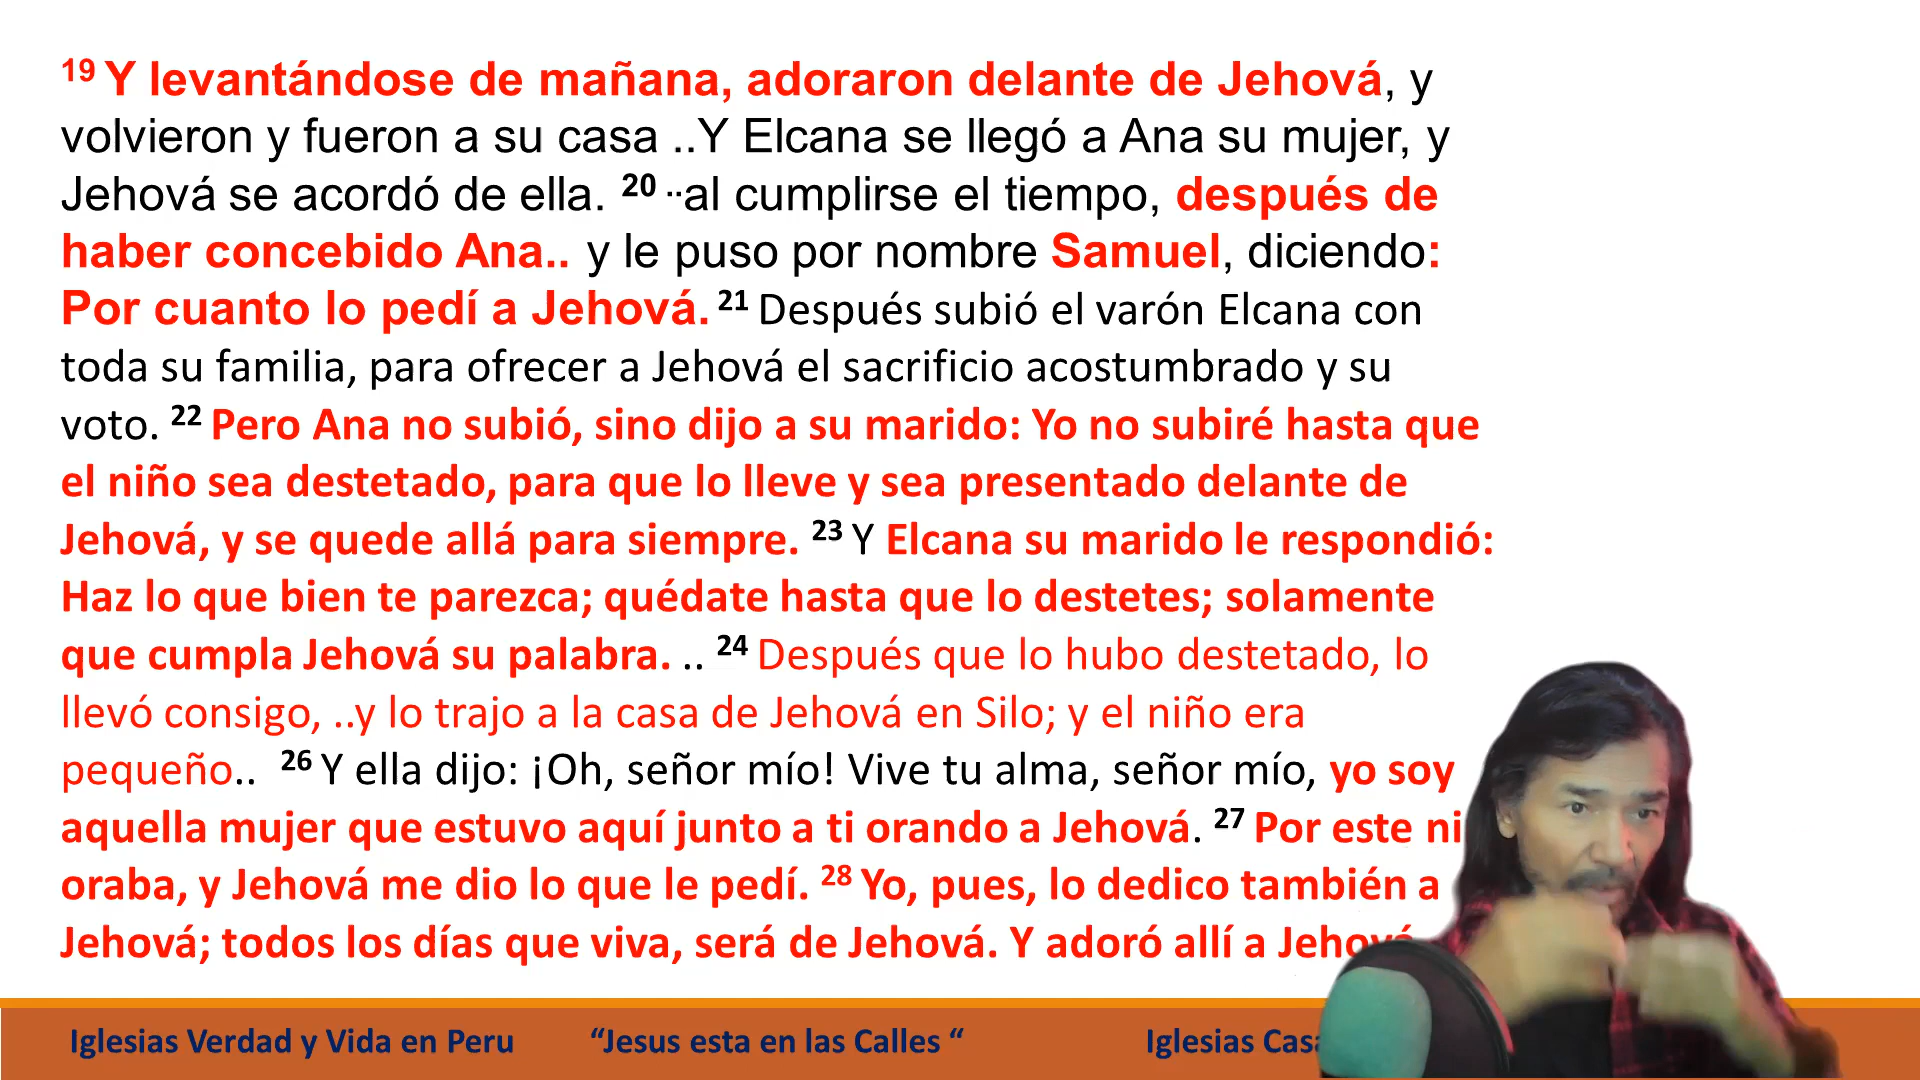 19 Y levantándose de mañana, adoraron delante de Jehová, y
volvieron y fueron a su casa ..Y Elcana se llegó a Ana su mujer, y
Jehová se acordó de ella. 20 ..al cumplirse el tiempo, después de
haber concebido Ana.. y le puso por nombre Samuel, diciendo:
Por cuanto lo pedí a Jehová. 21 Después subió el varón Elcana con
toda su familia, para ofrecer a Jehová el sacrificio acostumbrado y su
voto. 22 Pero Ana no subió, sino dijo a su marido: Yo no subiré hasta que
el niño sea destetado, para que lo lleve y sea presentado delante de
Jehová, y se quede allá para siempre. 23 Y Elcana su marido le respondió:
Haz lo que bien te parezca; quédate hasta que lo destetes; solamente
que cumpla Jehová su palabra. .. 24 Después que lo hubo destetado, lo
llevó consigo, ..y lo trajo a la casa de Jehová en Silo; y el niño era
pequeño.. 26 Y ella dijo: ¡Oh, señor mío! Vive tu alma, señor mío, yo soy
aquella mujer que estuvo aquí junto a ti orando a Jehová. 27 Por este
oraba, y Jehová me dio lo que le pedí. 28 Yo, pues, lo dedico también a
Jehová; todos los días que viva, será de Jehová. Y adoró allí a Jehová
Iglesias Verdad y Vida en Peru “Jesus esta en las Calles “ Iglesias